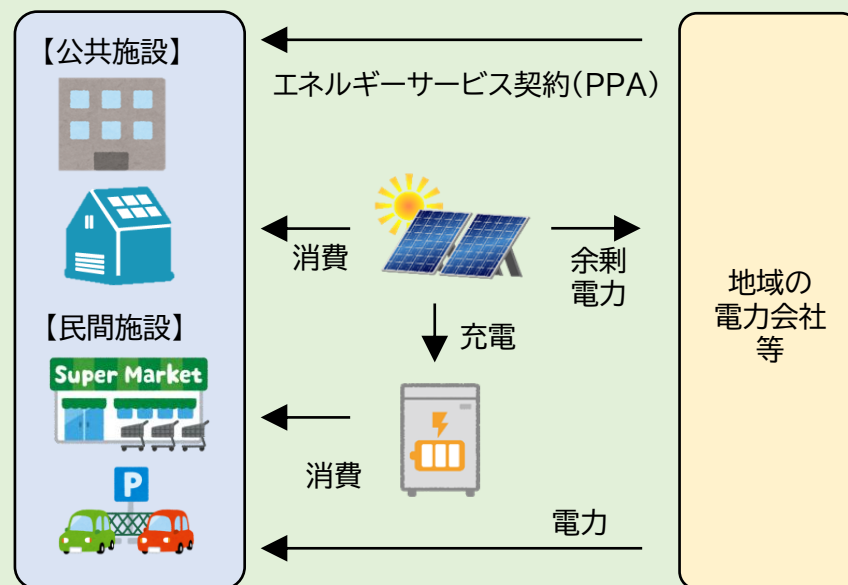 【公共施設】
エネルギーサービス契約(PPA)
消費
余剰
電力
充電
地域の
電力会社
等
【民間施設】
Super Market
消費
P
電力